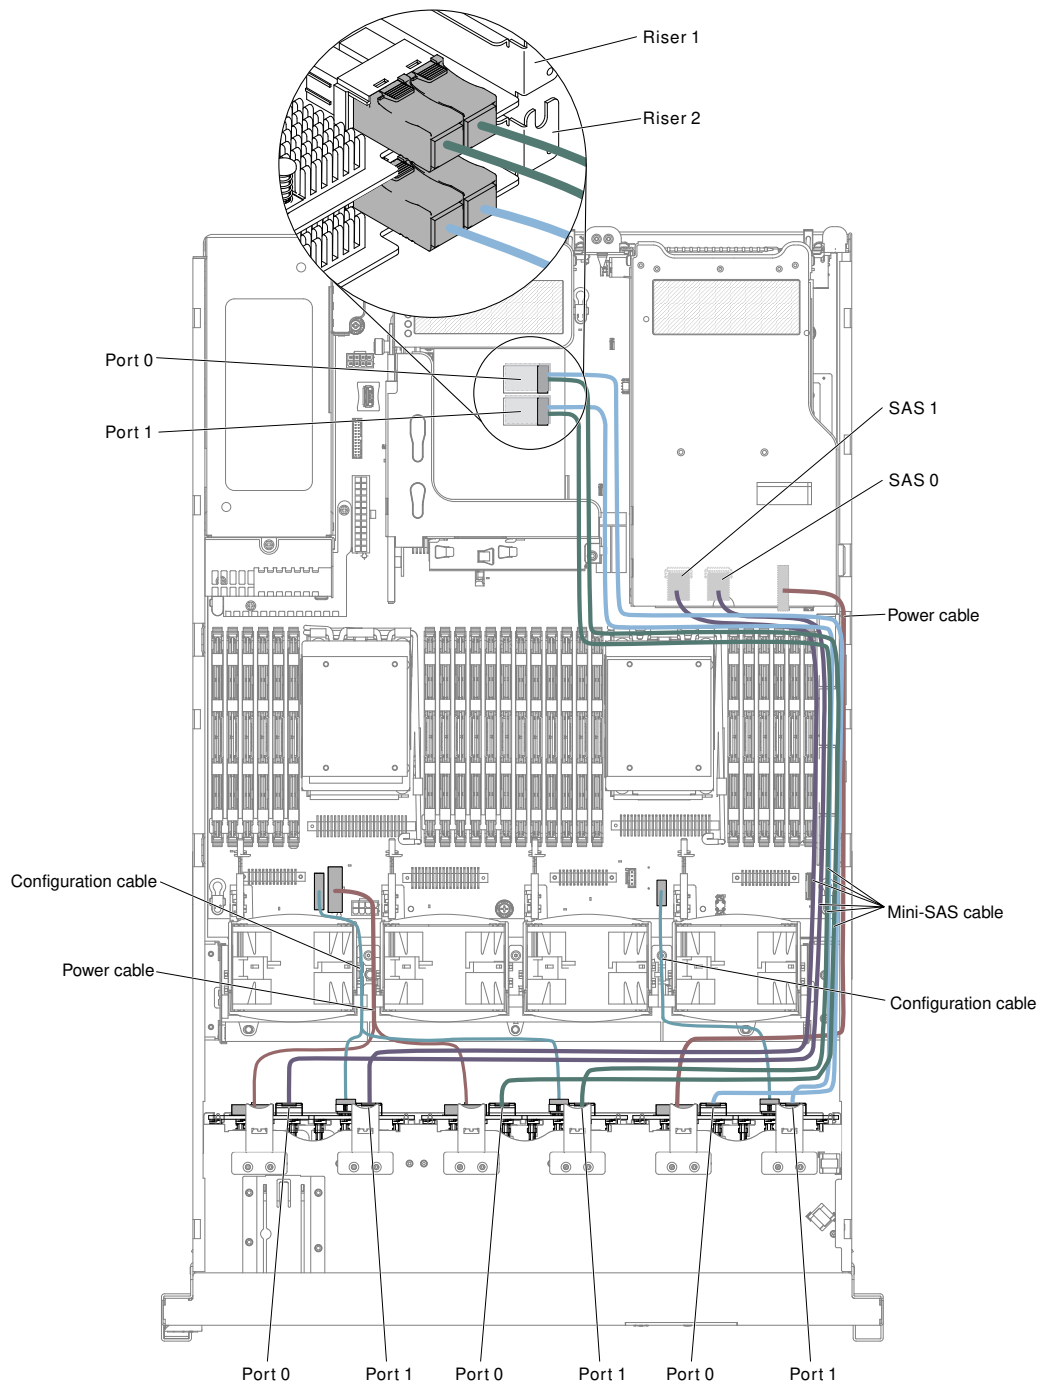 Riser 1
Riser 2
Port 0
Port 1
SAS 1
SAS 0
Power cable
Configuration cable
Mini-SAS cable
Power cable
Configuration cable
Port 0
Port 1
Port 0
Port 1
Port 0
Port 1